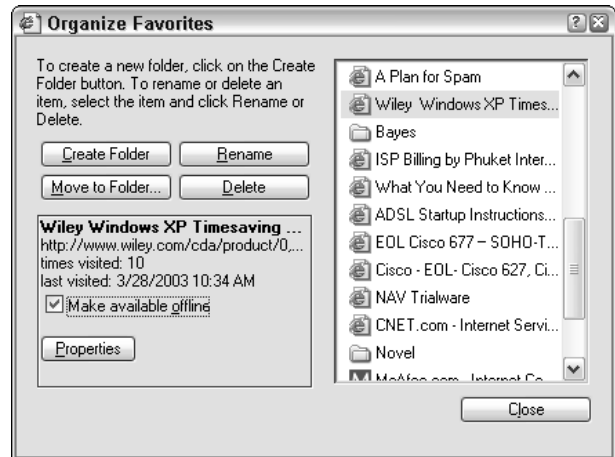 Organize Favorites
To create a new folder, click on the Create
Folder button. To rename or delete an
item, select the item and click Rename or
Delete.
Create Folder
Rename
Move to Folder...
Delete
Wiley Windows XP Timesaving ...
http://www.wiley.com/cda/product/0,...
times visited: 10
last visited: 3/28/2003 10:34 AM
Make available offline
Properties
A Plan for Spam
Wiley Windows XP Times...
Bayes
ISP Billing by Phuket Inter...
What You Need to Know ...
ADSL Startup Instructions...
EOL Cisco 677 – SOHO-T...
Cisco - EOL- Cisco 627, Ci...
NAV Trialware
CNET.com - Internet Servi...
Novel
McAfee.com - Internet Co...
Close